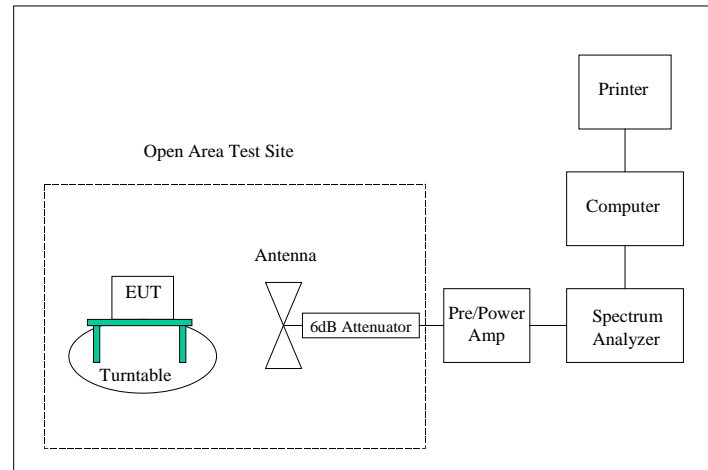 Printer
Open Area Test Site
Computer
Antenna
EUT
Pre/Power
Amp
Spectrum
Analyzer
6dB Attenuator
Turntable